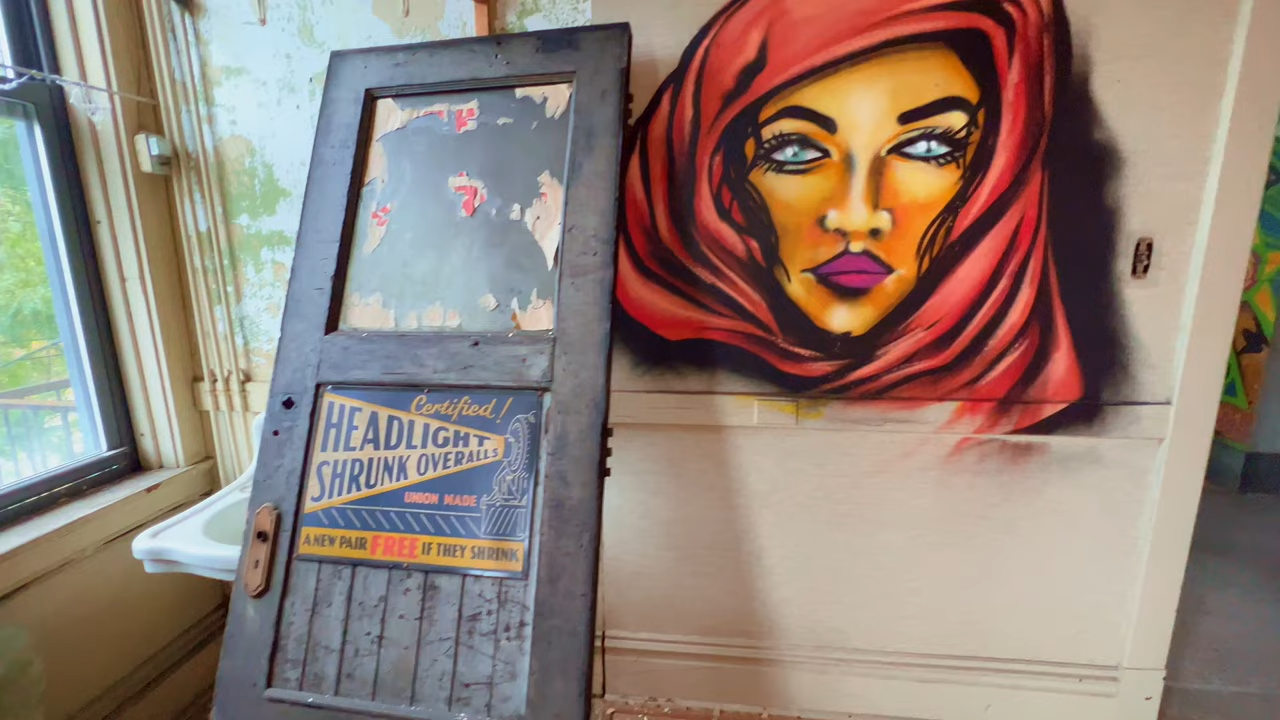 Certified!
HEADLIGHT
SHRUNK OVERALLS
UNION MADE
A NEW PAIR FREE IF THEY SHRINK